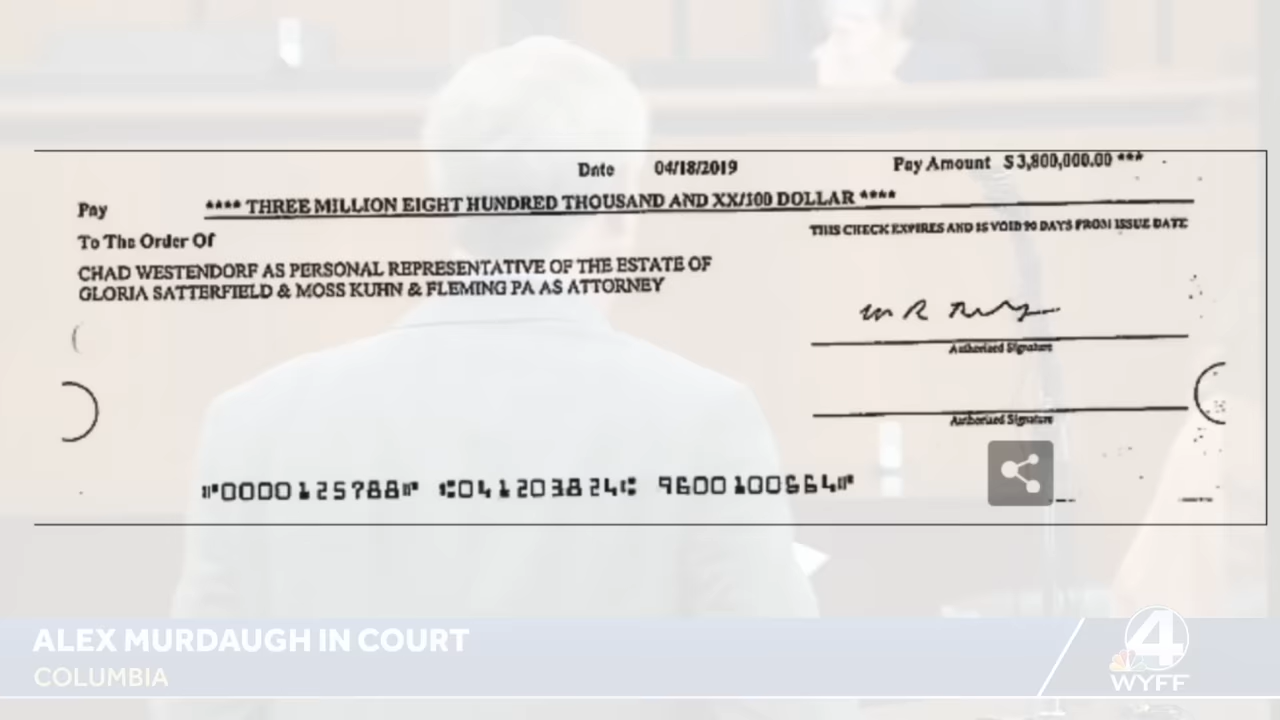 Date 04/18/2019 Pay Amount $3,800,000.00 ***
Pay **** THREE MILLION EIGHT HUNDRED THOUSAND AND XX/100 DOLLAR ****
THIS CHECK EXPIRES AND IS VOID 90 DAYS FROM ISSUE DATE
To The Order Of
CHAD WESTENDORF AS PERSONAL REPRESENTATIVE OF THE ESTATE OF
GLORIA SATTERFIELD & MOSS KUHN & FLEMING PA AS ATTORNEY
Authorized Signature
Authorized Signature
⑈0000125788⑈ ⑆041203824⑆ 9600100664⑈
ALEX MURDAUGH IN COURT
COLUMBIA
4
WYFF